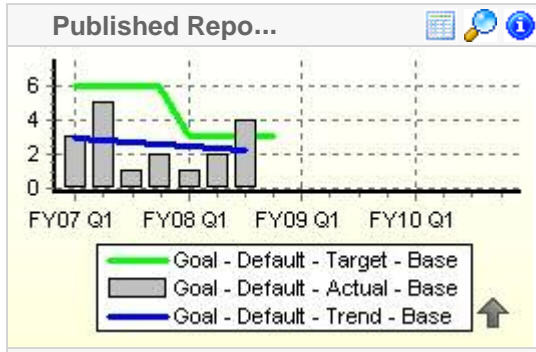 Published Repo...
6
4
2
0
FY07 Q1 FY08 Q1 FY09 Q1 FY10 Q1
Goal - Default - Target - Base
Goal - Default - Actual - Base
Goal - Default - Trend - Base